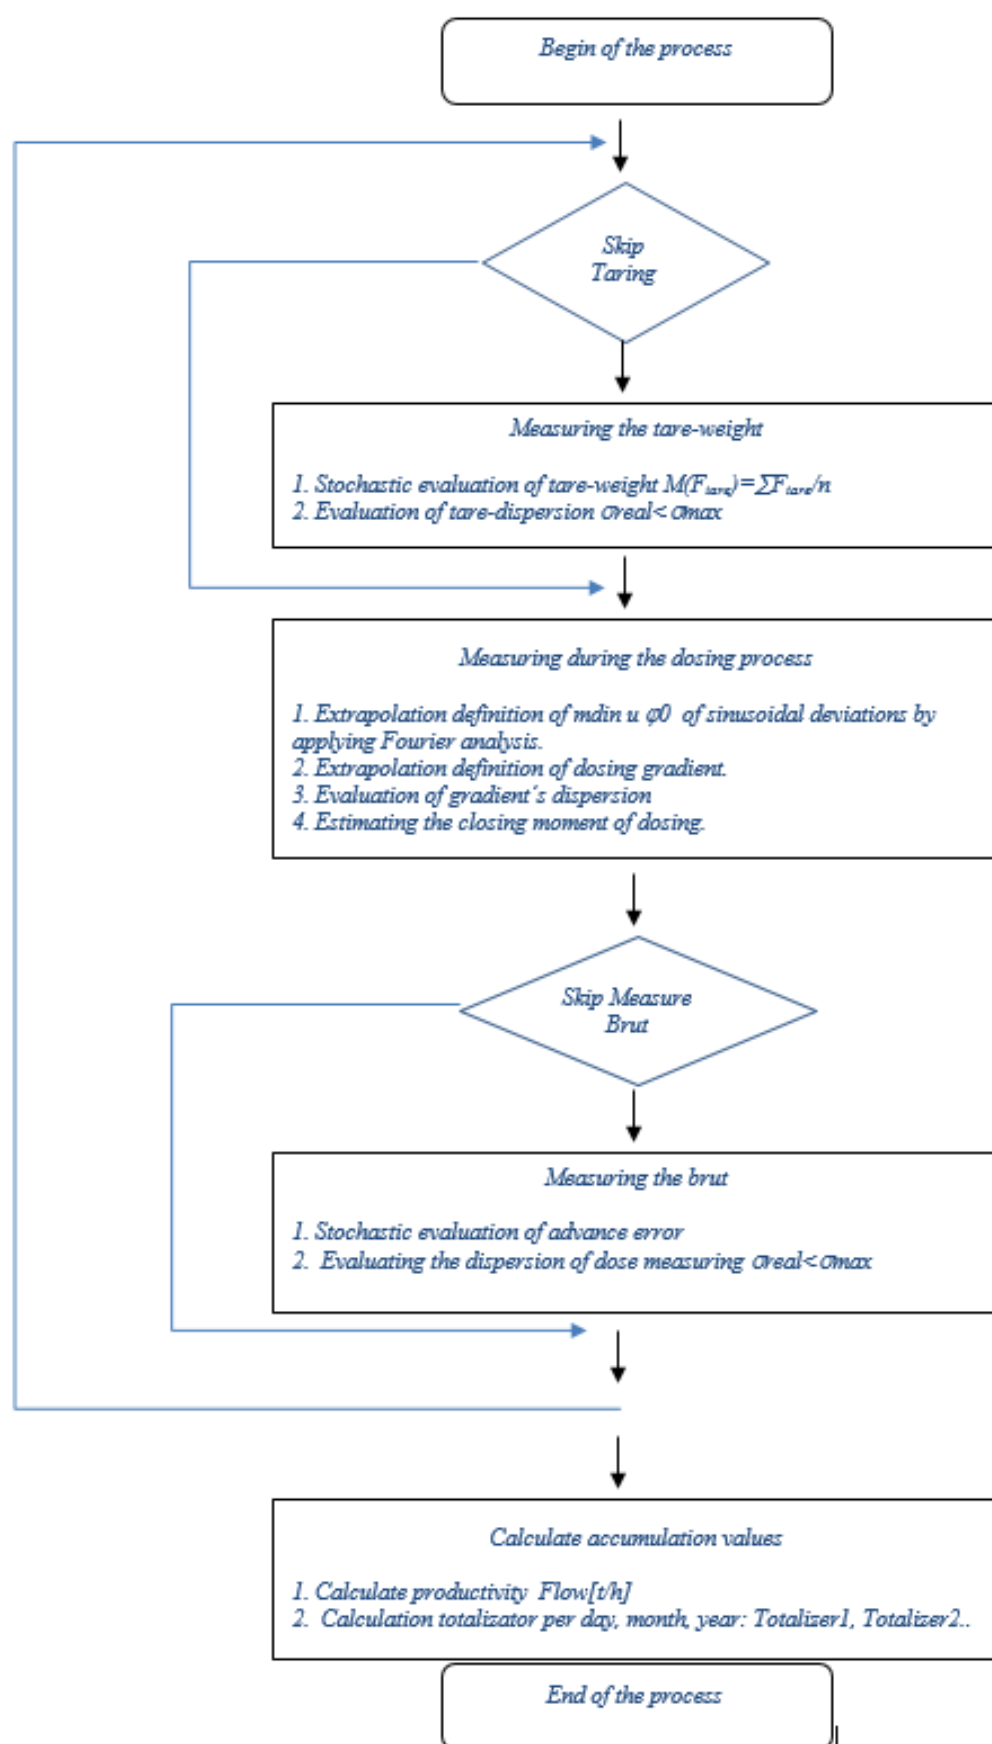 Begin of the process
Skip
Taring
Measuring the tare-weight
1. Stochastic evaluation of tare-weight M(Ftare)=∑Ftare/n
2. Evaluation of tare-dispersion σreal< σmax
Measuring during the dosing process
1. Extrapolation definition of mdin u φ0 of sinusoidal deviations by
applying Fourier analysis.
2. Extrapolation definition of dosing gradient.
3. Evaluation of gradient´s dispersion
4. Estimating the closing moment of dosing.
Skip Measure
Brut
Measuring the brut
1. Stochastic evaluation of advance error
2. Evaluating the dispersion of dose measuring σreal<σmax
Calculate accumulation values
1. Calculate productivity Flow[t/h]
2. Calculation totalizator per day, month, year: Totalizer1, Totalizer2..
End of the process